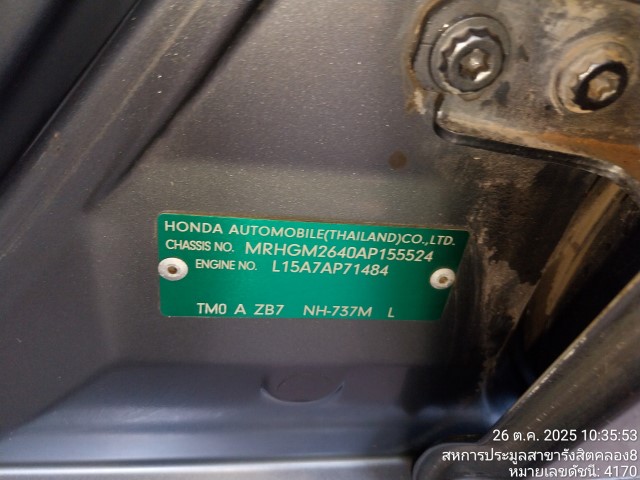 HONDA AUTOMOBILE(THAILAND)CO.,LTD.
CHASSIS NO. MRHGM2640AP155524
ENGINE NO. L15A7AP71484
TM0 A ZB7 NH-737M L
26 ต.ค. 2025 10:35:53
สหการประมูลสาขารังสิตคลอง8
หมายเลขดัชนี: 4170